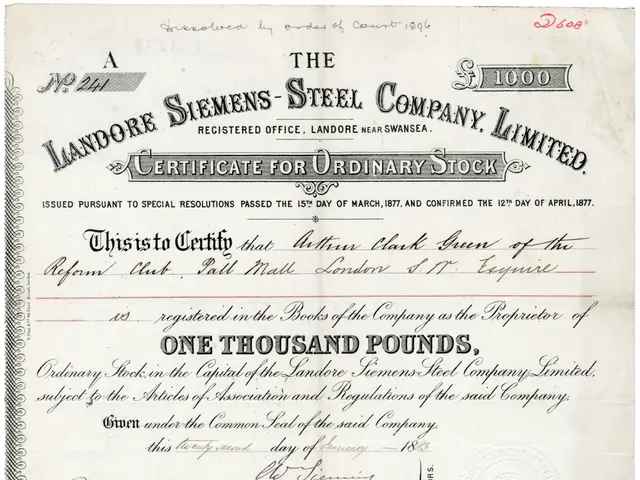 Dissolved by order of Court 1896
D608
A
THE
No. 241
£ 1000
LANDORE SIEMENS-STEEL COMPANY, LIMITED.
REGISTERED OFFICE, LANDORE NEAR SWANSEA.
CERTIFICATE FOR ORDINARY STOCK
ISSUED PURSUANT TO SPECIAL RESOLUTIONS PASSED THE 15TH DAY OF MARCH, 1877, AND CONFIRMED THE 12TH DAY OF APRIL, 1877.
This is to Certify that Arthur Clark Green of the
Reform Club, Pall Mall London S.W. Esquire
is registered in the Books of the Company as the Proprietor of
ONE THOUSAND POUNDS,
Ordinary Stock in the Capital of the Landore Siemens-Steel Company Limited,
subject to the Articles of Association and Regulations of the said Company.
Given under the Common Seal of the said Company,
this twenty second day of January 18
Siemens